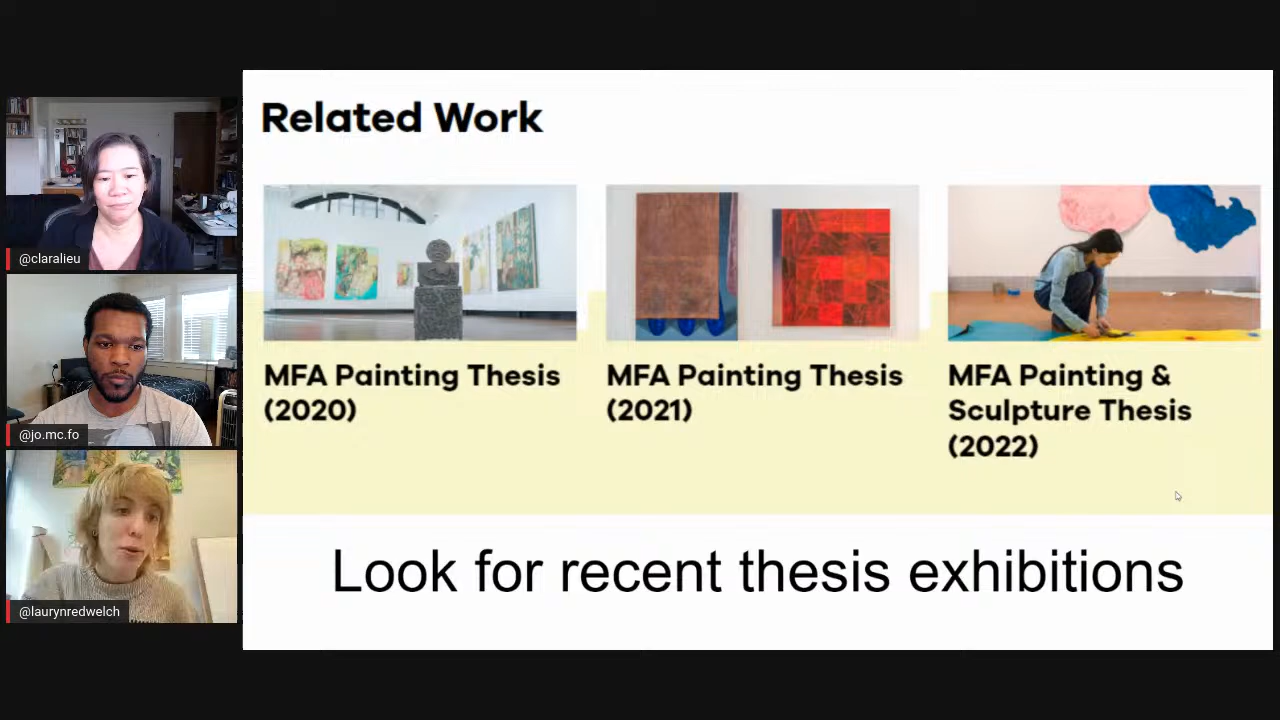 Related Work
MFA Painting Thesis
(2020)
MFA Painting Thesis
(2021)
MFA Painting &
Sculpture Thesis
(2022)
Look for recent thesis exhibitions
@claralieu
@jo.mc.fo
@laurynredwelch